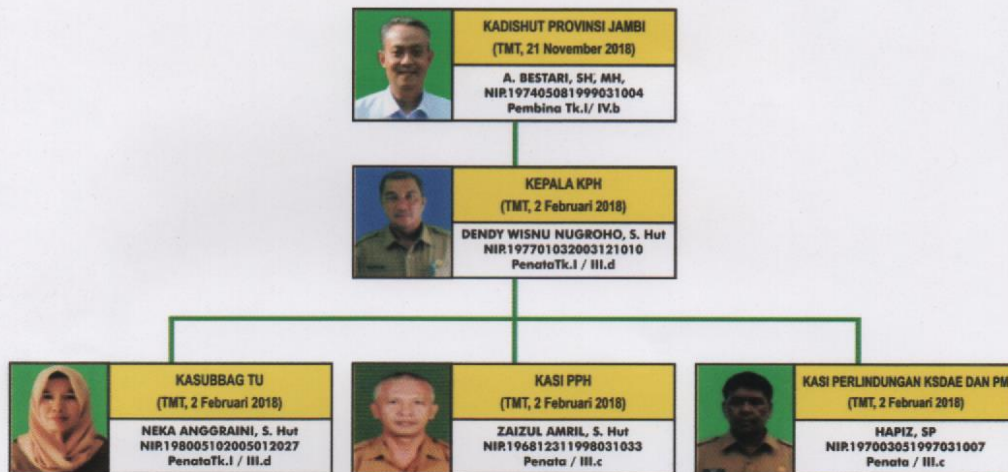 KADISHUT PROVINSI JAMBI
(TMT, 21 November 2018)
A. BESTARI, SH, MH,
NIP.197405081999031004
Pembina Tk.I/ IV.b
KEPALA KPH
(TMT, 2 Februari 2018)
DENDY WISNU NUGROHO, S. Hut
NIP.197701032003121010
PenataTk.I / III.d
KASUBBAG TU
(TMT, 2 Februari 2018)
NEKA ANGGRAINI, S. Hut
NIP.198005102005012027
PenataTk.I / III.d
KASI PPH
(TMT, 2 Februari 2018)
ZAIZUL AMRIL, S. Hut
NIP.196812311998031033
Penata / III.c
KASI PERLINDUNGAN KSDAE DAN PM
(TMT, 2 Februari 2018)
HAPIZ, SP
NIP.197003051997031007
Penata / III.c